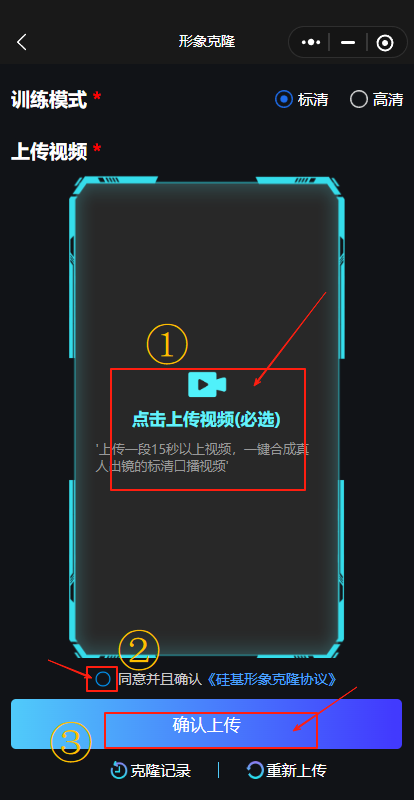 形象克隆
训练模式 *
标清
高清
上传视频 *
①
点击上传视频(必选)
'上传一段15秒以上视频，一键合成真
人出镜的标清口播视频'
②
同意并且确认《硅基形象克隆协议》
确认上传
③
克隆记录
重新上传